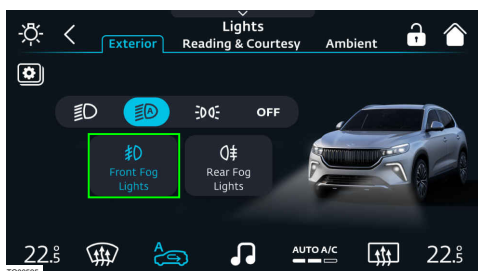 Lights
Exterior Reading & Courtesy Ambient
OFF
Front Fog
Lights
Rear Fog
Lights
22.5° A AUTO A/C 22.5°